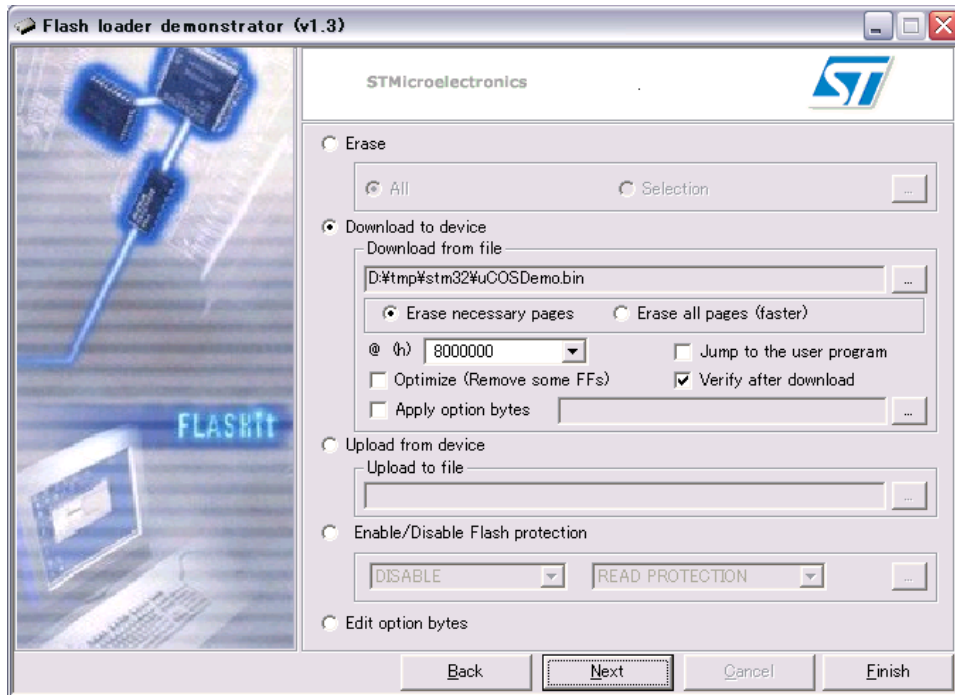 Flash loader demonstrator (v1.3)
STMicroelectronics
ST
FLASHit
Erase
All Selection ...
Download to device
Download from file
D:¥tmp¥stm32¥uCOSDemo.bin ...
Erase necessary pages Erase all pages (faster)
@ (h) 8000000 Jump to the user program
Optimize (Remove some FFs) Verify after download
Apply option bytes ...
Upload from device
Upload to file
...
Enable/Disable Flash protection
DISABLE READ PROTECTION ...
Edit option bytes
Back Next Cancel Finish